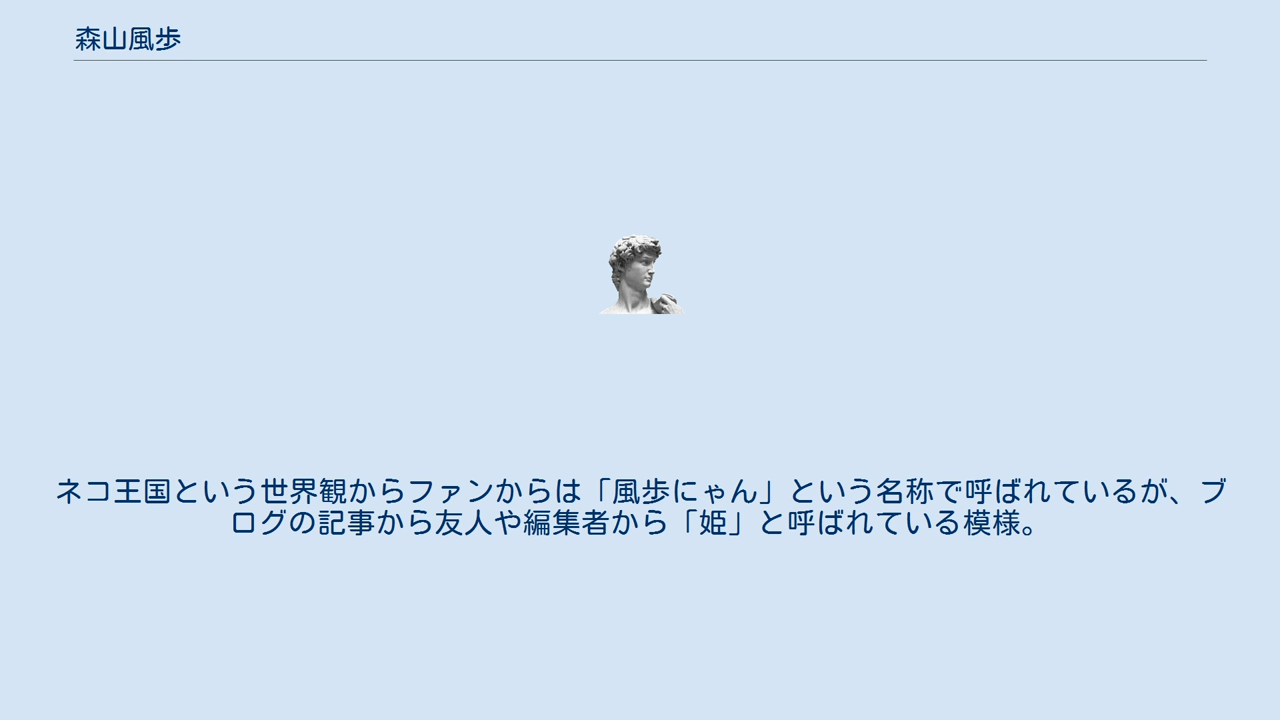 森山風歩
ネコ王国という世界観からファンからは「風歩にゃん」という名称で呼ばれているが、ブ
ログの記事から友人や編集者から「姫」と呼ばれている模様。